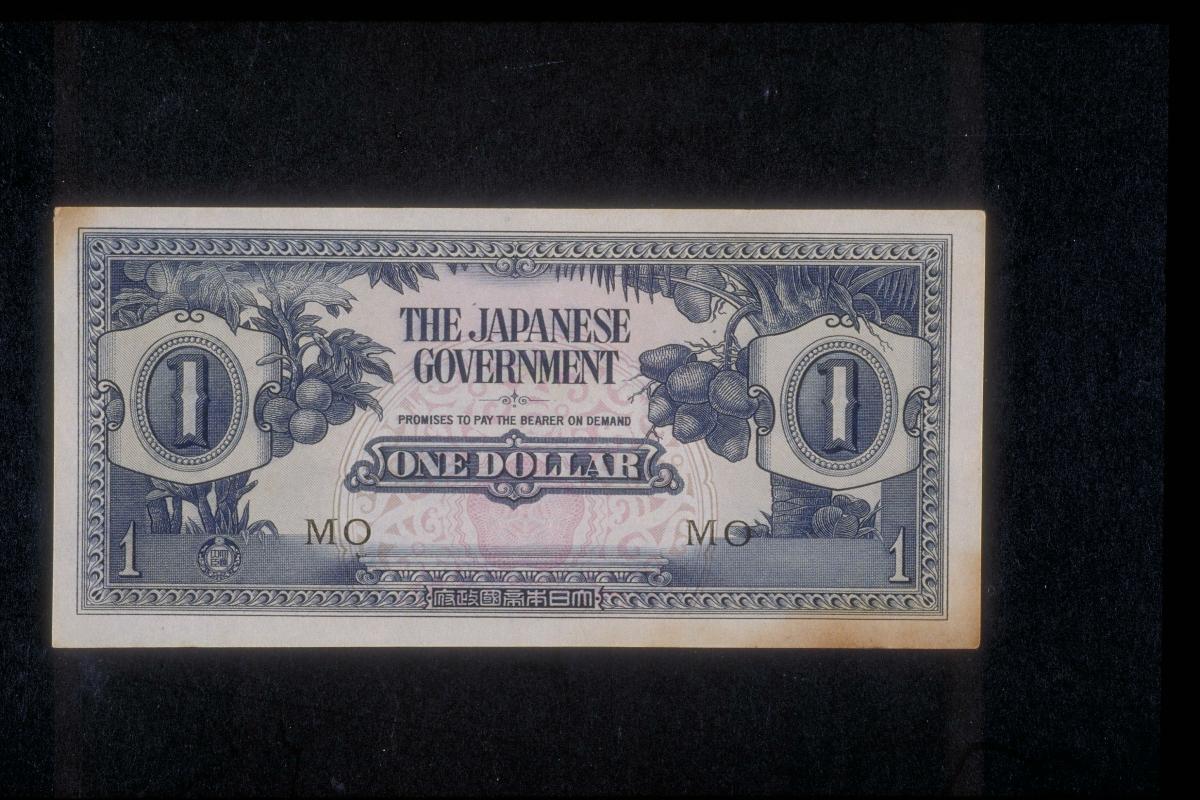 THE JAPANESE
GOVERNMENT
1 1
PROMISES TO PAY THE BEARER ON DEMAND
ONE DOLLAR
MO MO
1 1
府政國帝本日大